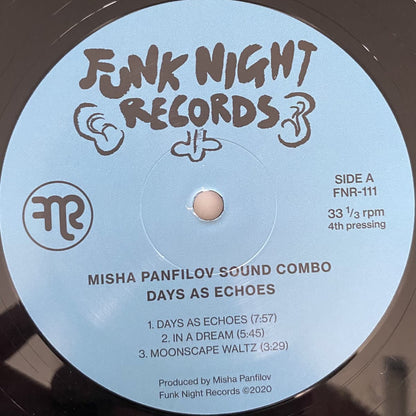 FUNK NIGHT
RECORDS
SIDE A
FNR-111
33 1/3 rpm
4th pressing
FNR
MISHA PANFILOV SOUND COMBO
DAYS AS ECHOES
1. DAYS AS ECHOES (7:57)
2. IN A DREAM (5:45)
3. MOONSCAPE WALTZ (3:29)
Produced by Misha Panfilov
Funk Night Records ©2020